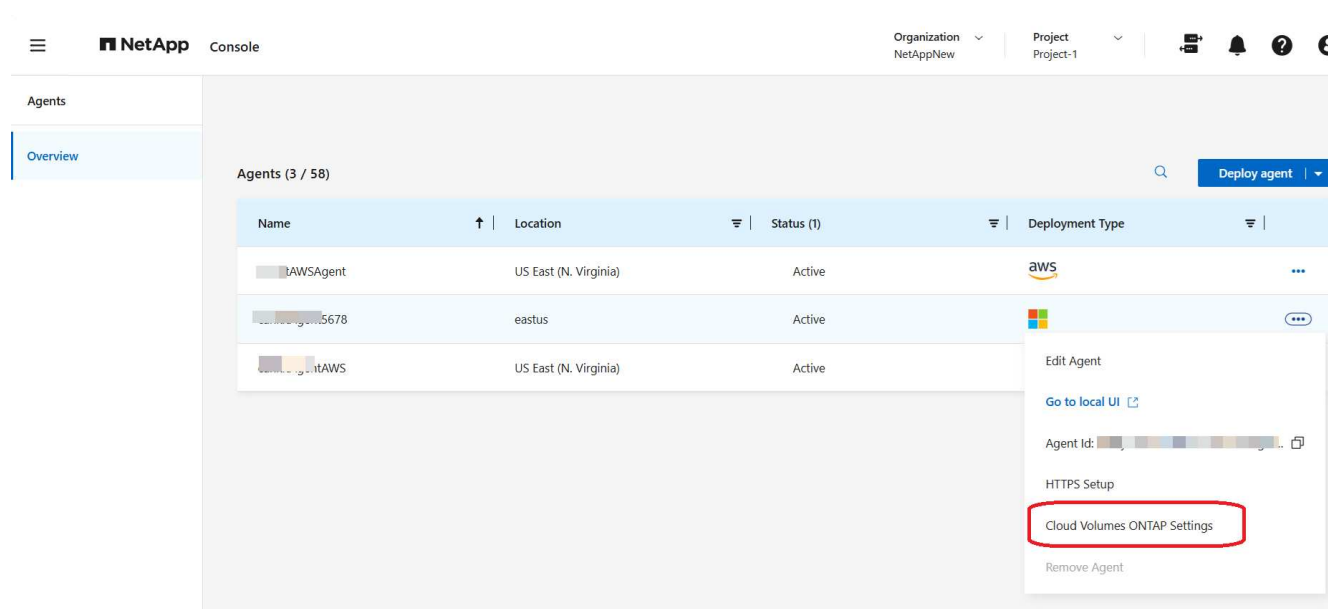 NetApp Console
Organization
NetAppNew
Project
Project-1
Agents
Overview
Agents (3 / 58)
Deploy agent
Name Location Status (1) Deployment Type
tAWSAgent US East (N. Virginia) Active aws
5678 eastus Active
ntAWS US East (N. Virginia) Active
Edit Agent
Go to local UI
Agent Id:
HTTPS Setup
Cloud Volumes ONTAP Settings
Remove Agent